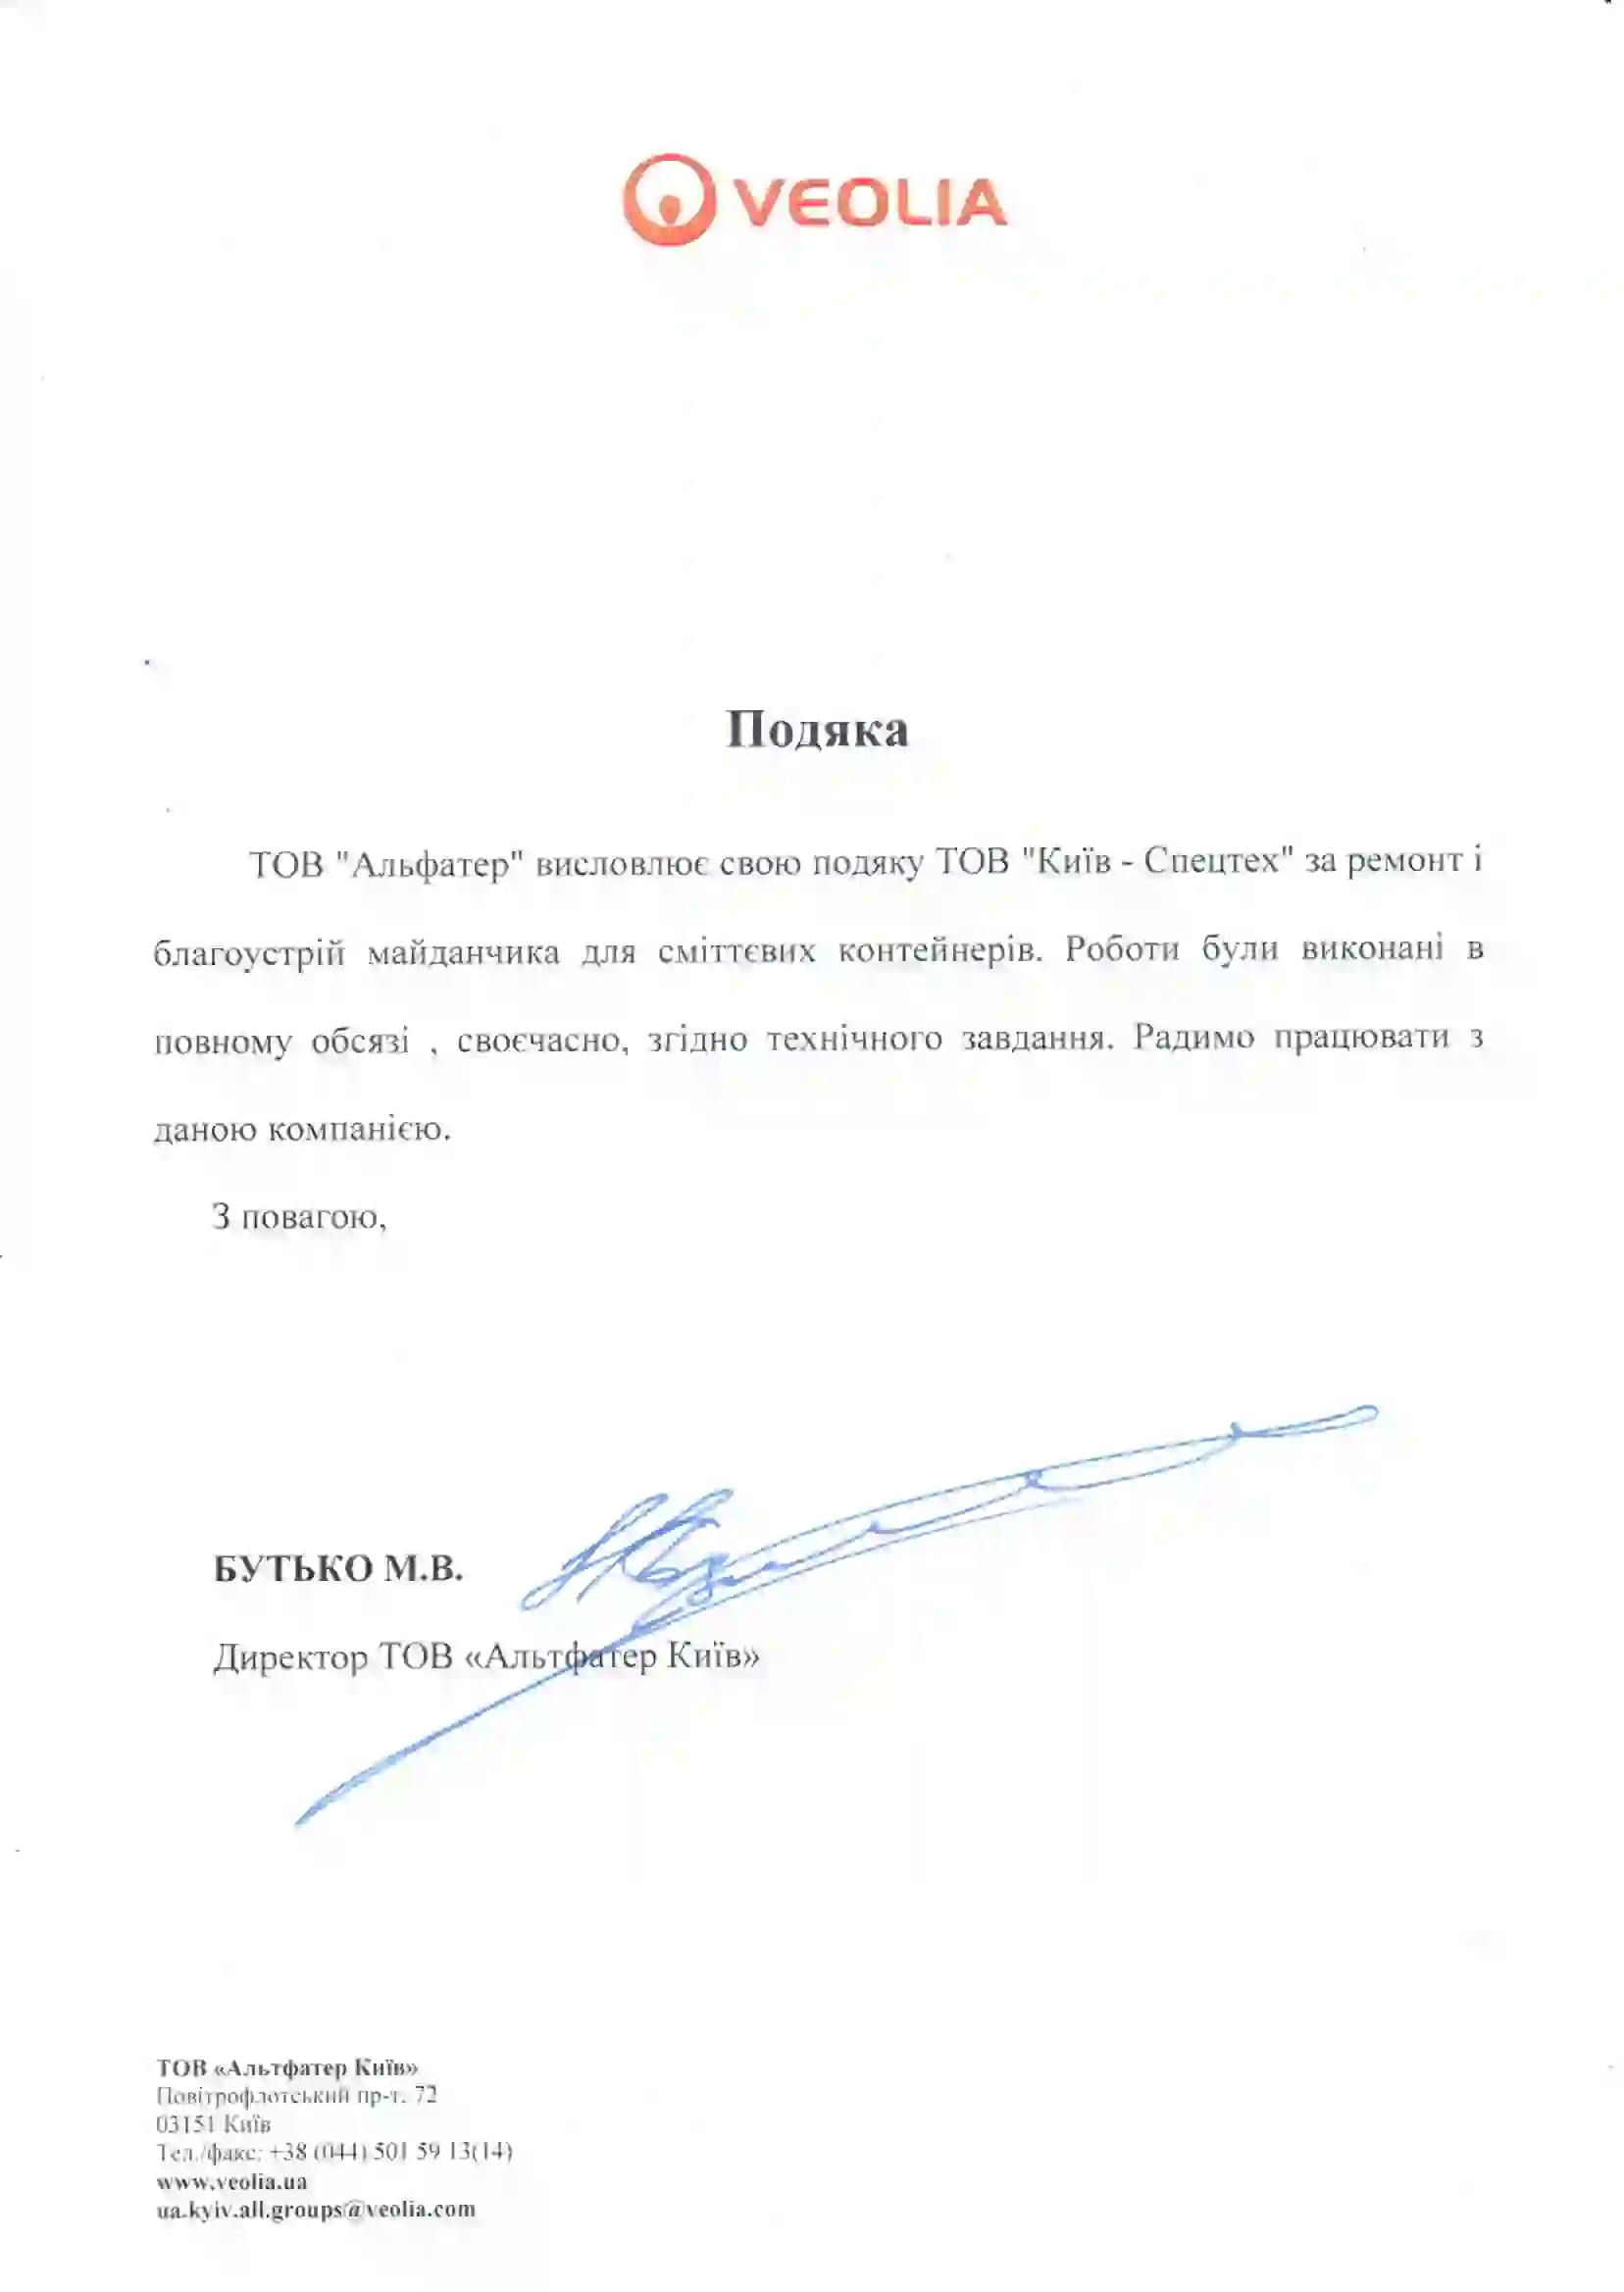 VEOLIA
Подяка
ТОВ "Альфатер" висловлює свою подяку ТОВ "Київ - Спецтех" за ремонт і
благоустрій майданчика для сміттєвих контейнерів. Роботи були виконані в
повному обсязі , своєчасно, згідно технічного завдання. Радимо працювати з
даною компанією.
З повагою,
БУТЬКО М.В.
Директор ТОВ «Альтфатер Київ»
ТОВ «Альтфатер Київ»
Повітрофлотський пр-т. 72
03151 Київ
Тел./факс: +38 (044) 501 59 13(14)
www.veolia.ua
ua.kyiv.all.groups@veolia.com